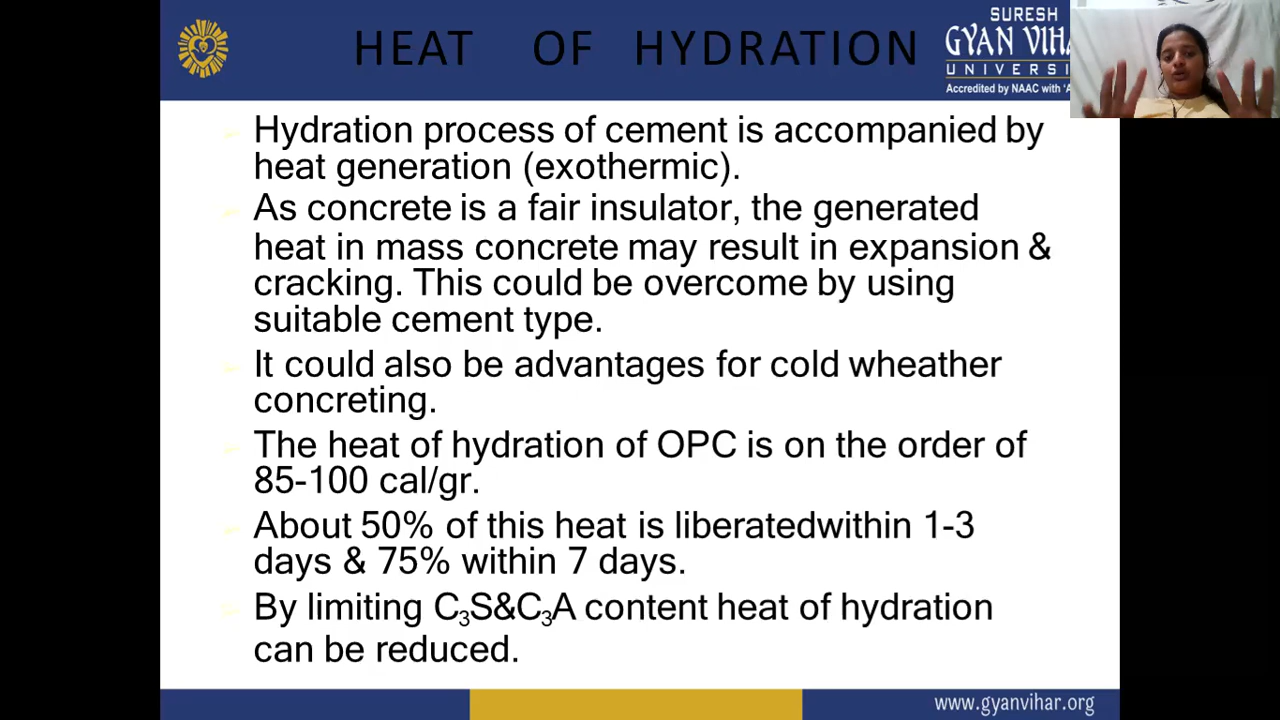 HEAT OF HYDRATION
SURESH
GYAN VIHA
UNIVERSI
Accredited by NAAC with 'A
Hydration process of cement is accompanied by
heat generation (exothermic).
As concrete is a fair insulator, the generated
heat in mass concrete may result in expansion &
cracking. This could be overcome by using
suitable cement type.
It could also be advantages for cold wheather
concreting.
The heat of hydration of OPC is on the order of
85-100 cal/gr.
About 50% of this heat is liberatedwithin 1-3
days & 75% within 7 days.
By limiting C₃S&C₃A content heat of hydration
can be reduced.
www.gyanvihar.org